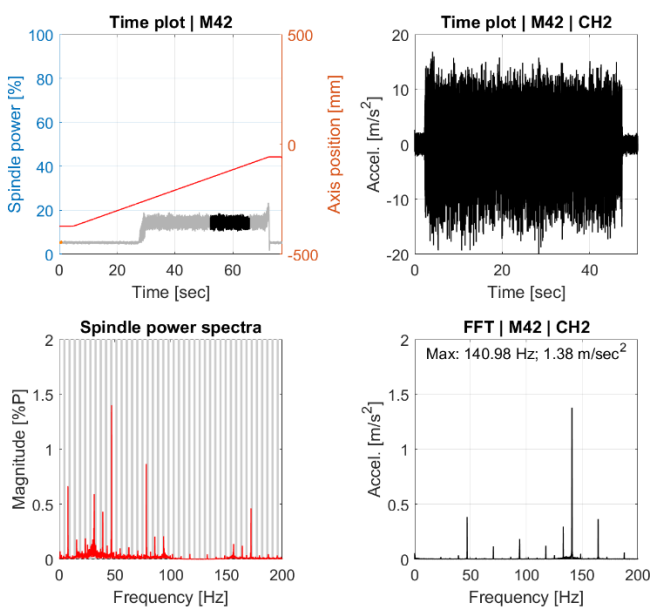 Time plot | M42
100
80
60
40
20
0
Spindle power [%]
500
0
-500
Axis position [mm]
0
20
40
60
Time [sec]
Time plot | M42 | CH2
20
10
0
-10
-20
Accel. [m/s²]
0
20
40
Time [sec]
Spindle power spectra
2
1.5
1
0.5
0
Magnitude [%P]
0
50
100
150
200
Frequency [Hz]
FFT | M42 | CH2
Max: 140.98 Hz; 1.38 m/sec²
2
1.5
1
0.5
0
Accel. [m/s²]
0
50
100
150
200
Frequency [Hz]